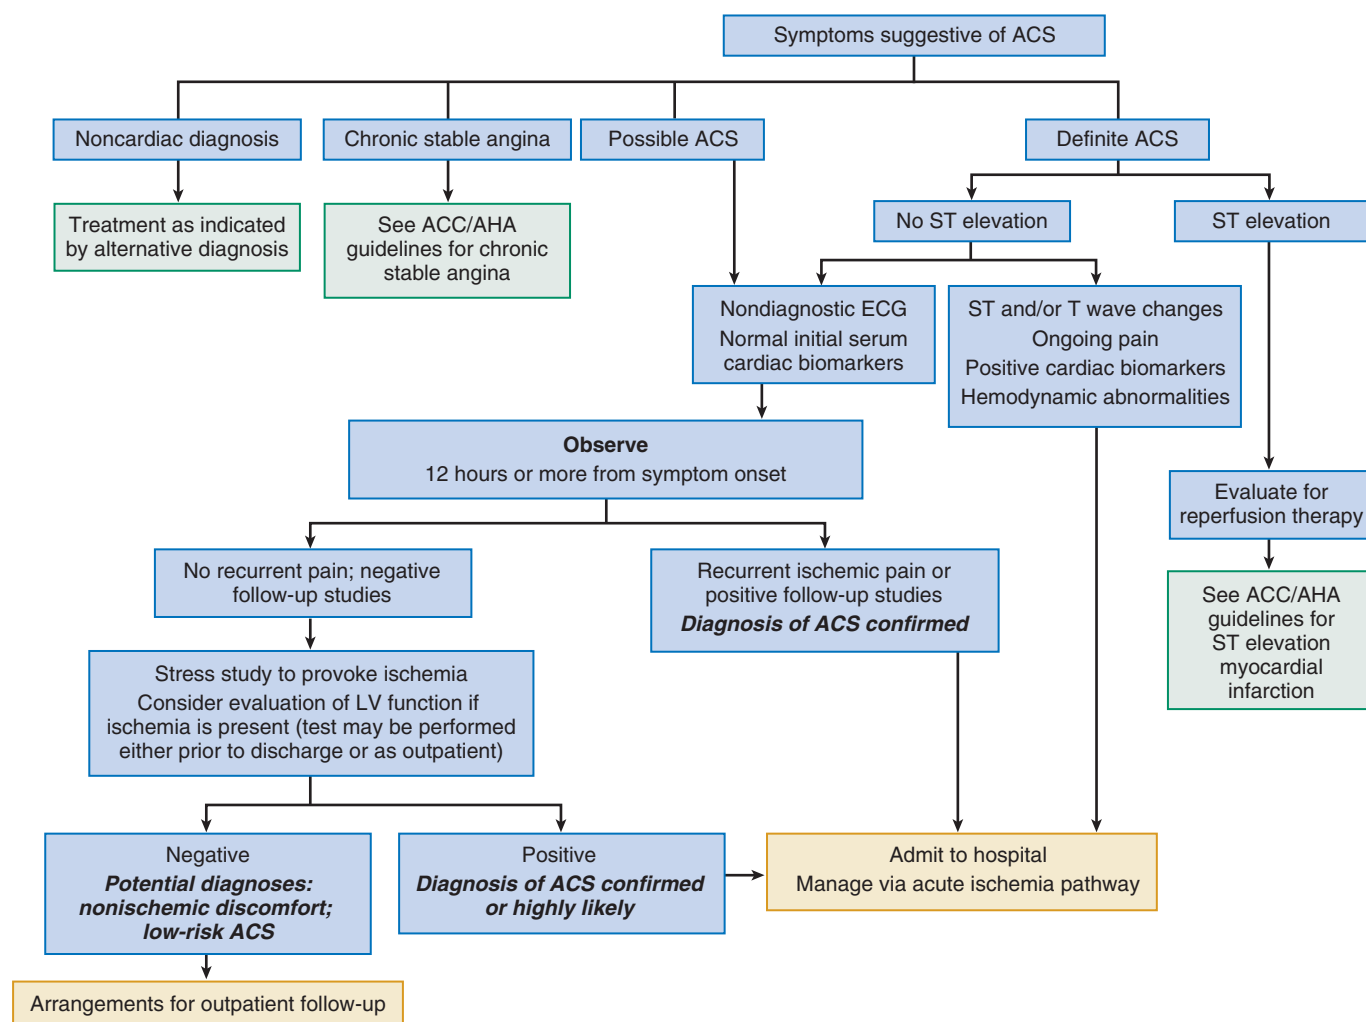 Symptoms suggestive of ACS
Noncardiac diagnosis
Chronic stable angina
Possible ACS
Definite ACS
Treatment as indicated
by alternative diagnosis
See ACC/AHA
guidelines for chronic
stable angina
No ST elevation
ST elevation
Nondiagnostic ECG
Normal initial serum
cardiac biomarkers
ST and/or T wave changes
Ongoing pain
Positive cardiac biomarkers
Hemodynamic abnormalities
Observe
12 hours or more from symptom onset
Evaluate for
reperfusion therapy
No recurrent pain; negative
follow-up studies
Recurrent ischemic pain or
positive follow-up studies
Diagnosis of ACS confirmed
See ACC/AHA
guidelines for
ST elevation
myocardial
infarction
Stress study to provoke ischemia
Consider evaluation of LV function if
ischemia is present (test may be performed
either prior to discharge or as outpatient)
Negative
Potential diagnoses:
nonischemic discomfort;
low-risk ACS
Positive
Diagnosis of ACS confirmed
or highly likely
Admit to hospital
Manage via acute ischemia pathway
Arrangements for outpatient follow-up